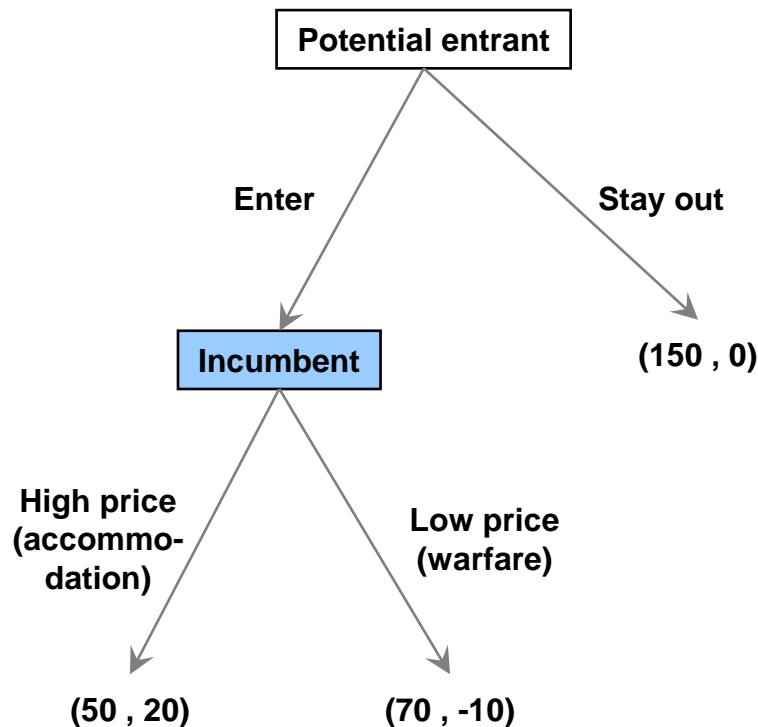 Potential entrant
Enter
Stay out
Incumbent
(150 , 0)
High price
(accommo-
dation)
Low price
(warfare)
(50 , 20)
(70 , -10)